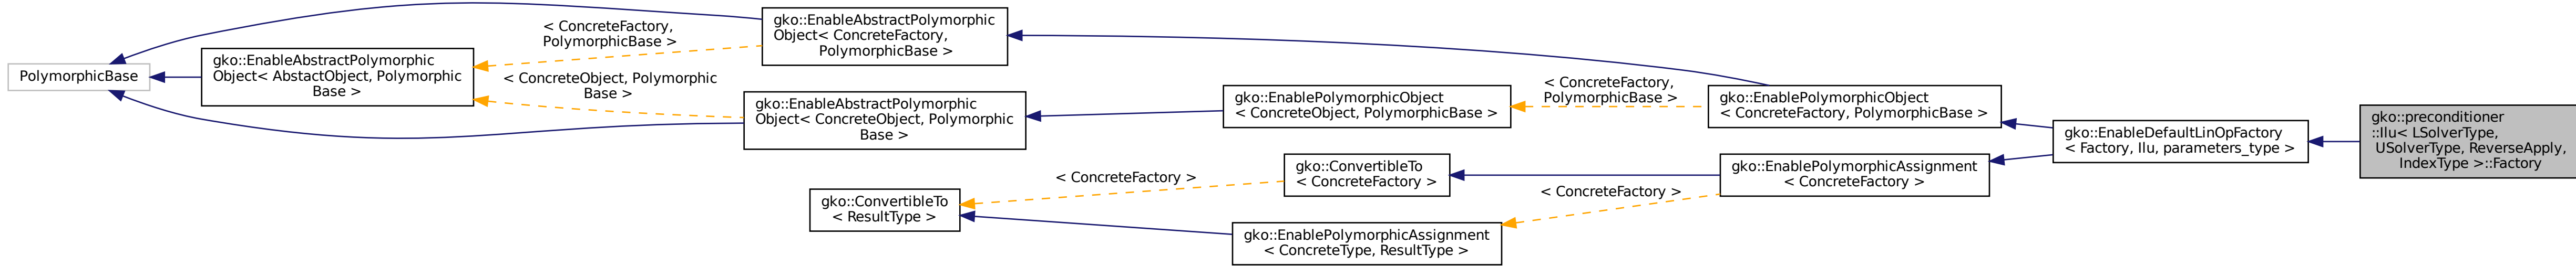 PolymorphicBase
gko::EnableAbstractPolymorphic
Object< AbstactObject, Polymorphic
Base >
< ConcreteFactory,
PolymorphicBase >
< ConcreteObject, Polymorphic
Base >
gko::EnableAbstractPolymorphic
Object< ConcreteFactory,
PolymorphicBase >
gko::EnableAbstractPolymorphic
Object< ConcreteObject, Polymorphic
Base >
gko::ConvertibleTo
< ResultType >
< ConcreteFactory >
gko::EnablePolymorphicObject
< ConcreteObject, PolymorphicBase >
gko::ConvertibleTo
< ConcreteFactory >
gko::EnablePolymorphicAssignment
< ConcreteType, ResultType >
< ConcreteFactory,
PolymorphicBase >
< ConcreteFactory >
gko::EnablePolymorphicObject
< ConcreteFactory, PolymorphicBase >
gko::EnablePolymorphicAssignment
< ConcreteFactory >
gko::EnableDefaultLinOpFactory
< Factory, Ilu, parameters_type >
gko::preconditioner
::Ilu< LSolverType,
USolverType, ReverseApply,
IndexType >::Factory